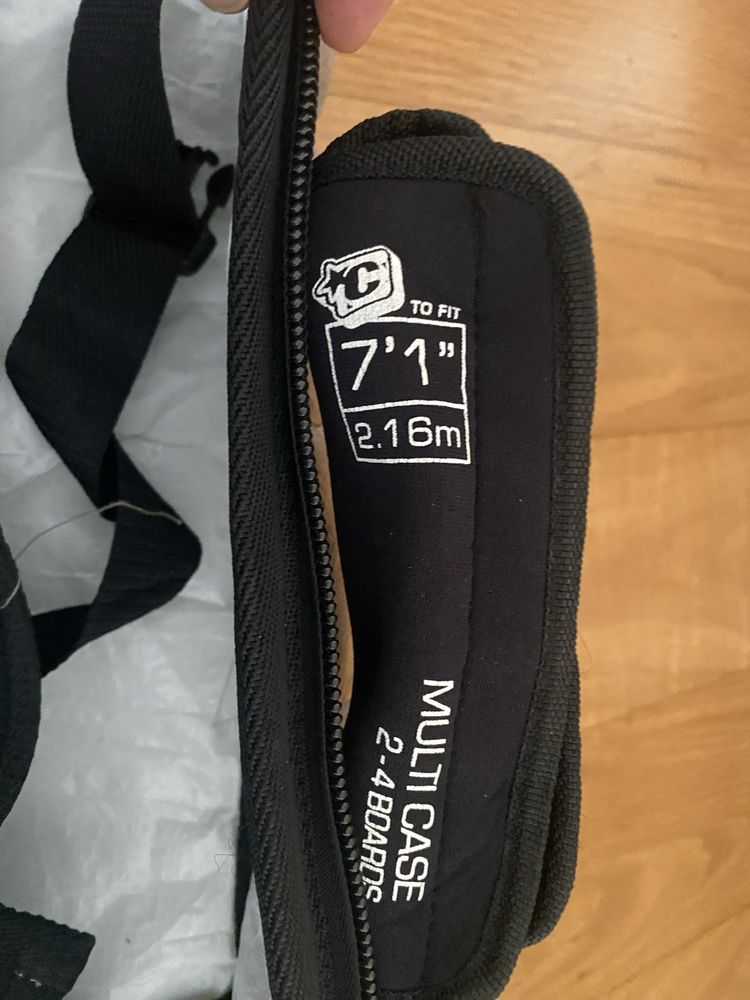 C
TO FIT
7'1"
2.16m
MULTI CASE
2-4 BOARDS